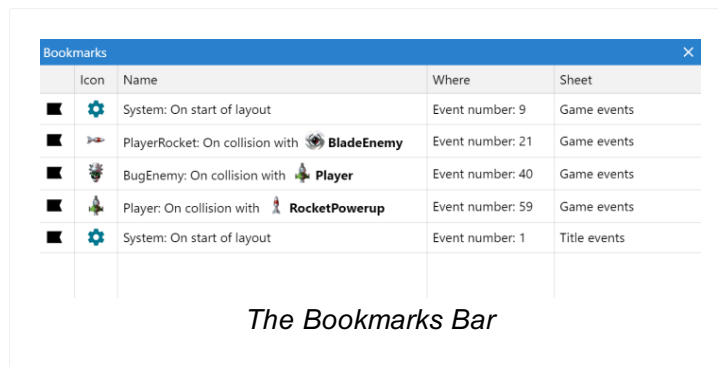 Bookmarks
Icon Name Where Sheet
System: On start of layout Event number: 9 Game events
PlayerRocket: On collision with BladeEnemy Event number: 21 Game events
BugEnemy: On collision with Player Event number: 40 Game events
Player: On collision with RocketPowerup Event number: 59 Game events
System: On start of layout Event number: 1 Title events
The Bookmarks Bar